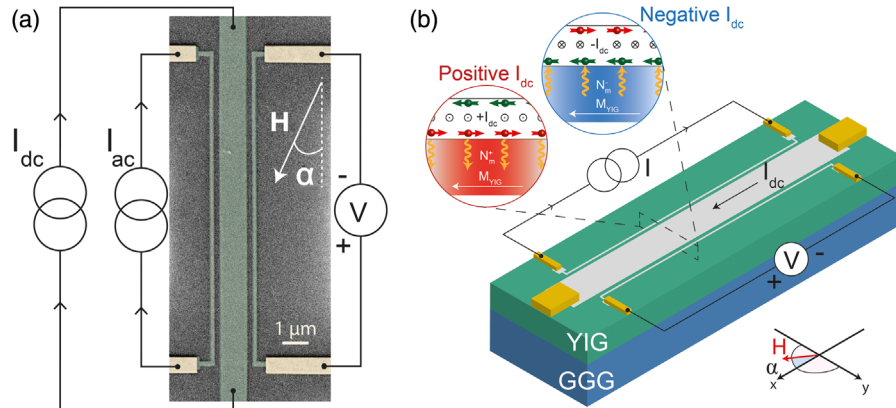 (a)
I_dc
I_ac
H
α
-
V
+
1 μm
(b)
Negative I_dc
-I_dc
N_m^-
M_YIG
Positive I_dc
+I_dc
N_m^+
M_YIG
I
I_dc
V
-
+
YIG
GGG
H
α
x
y